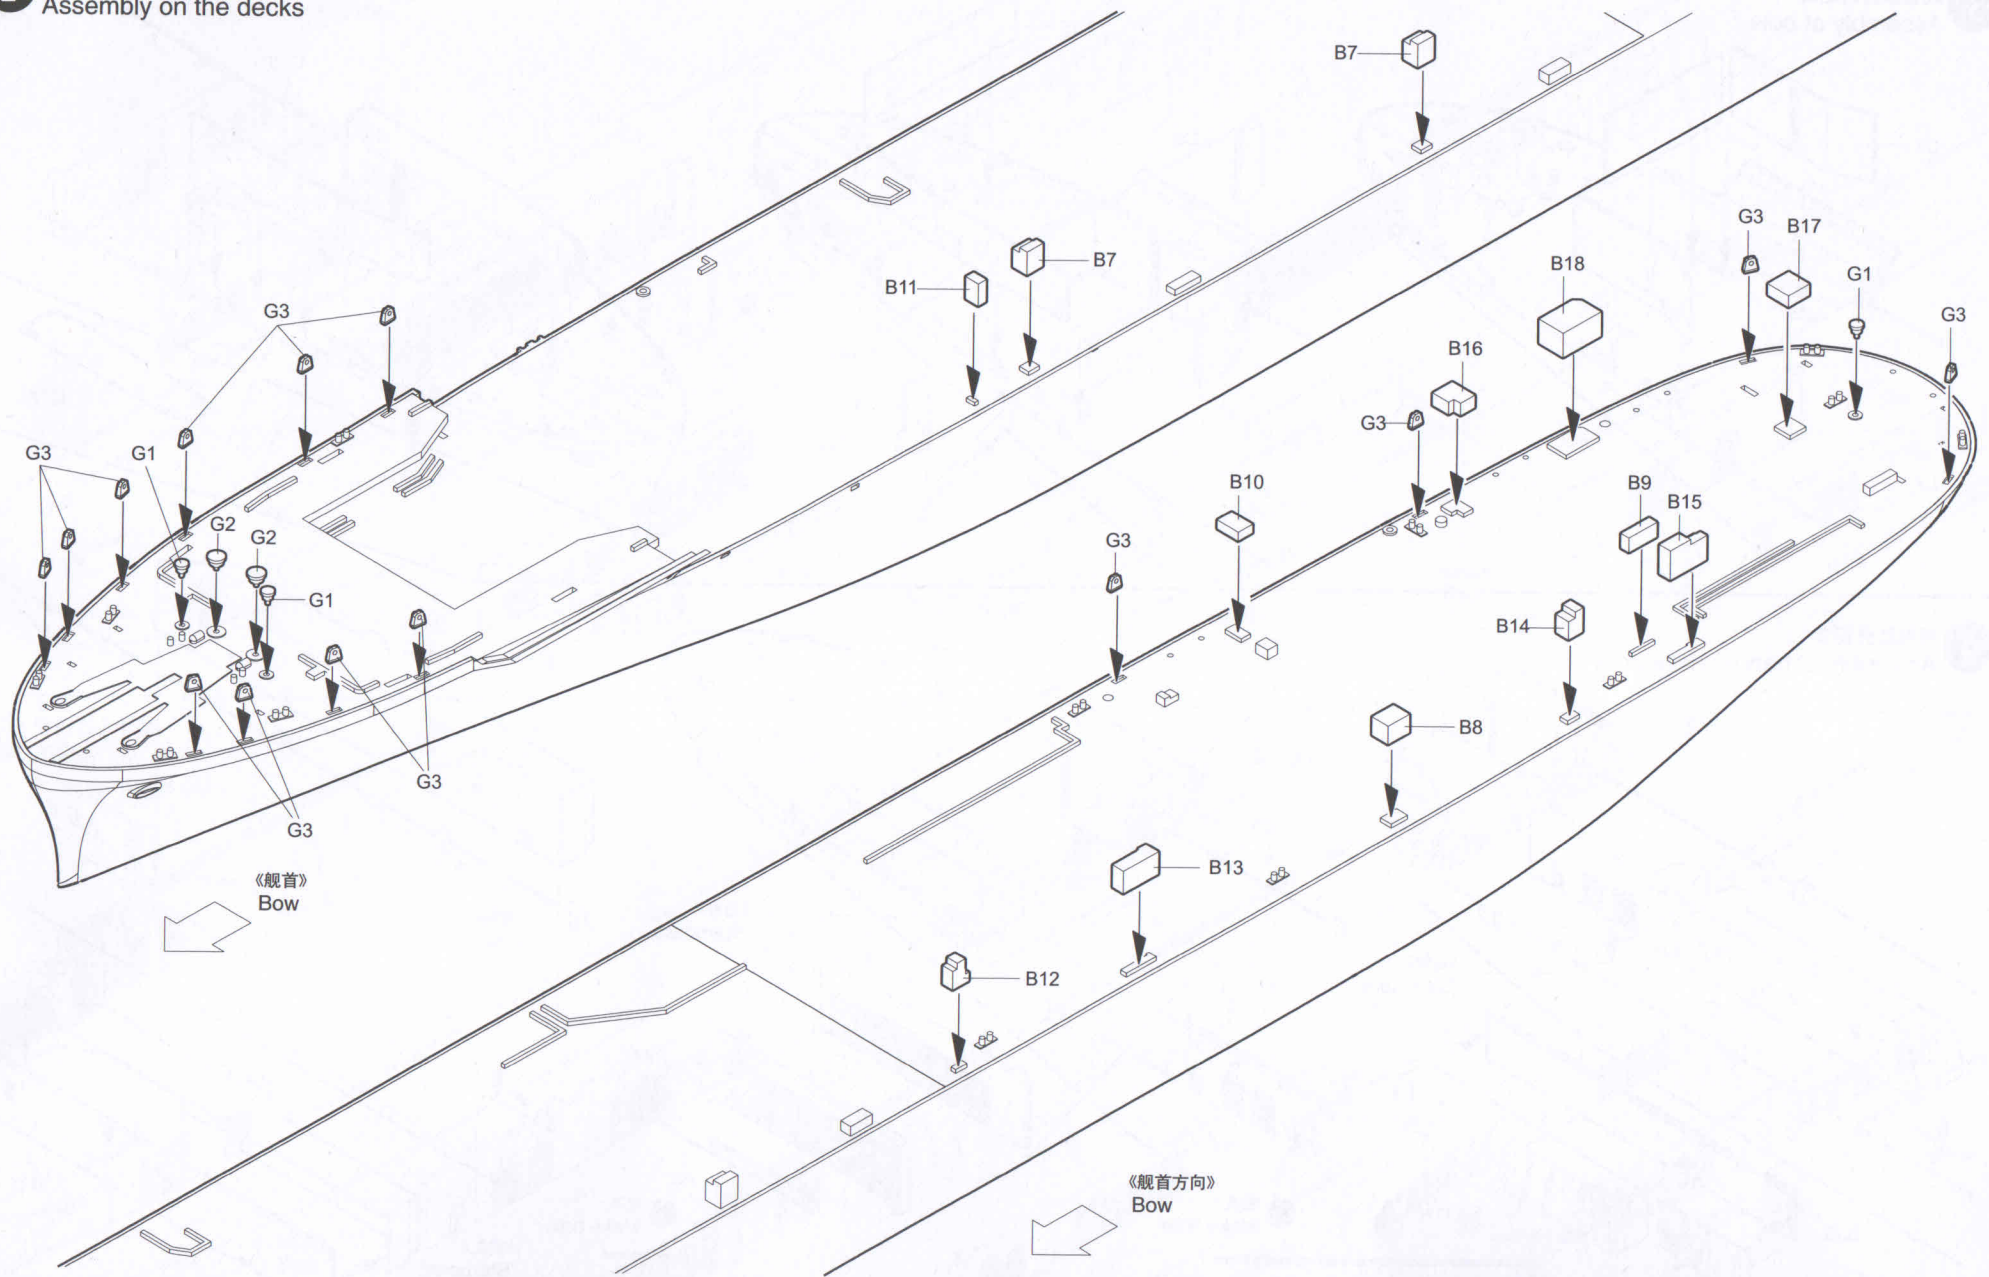 Assembly on the decks
B7
G3
B17
B18
G1
B7
B11
G3
G3
B16
G3
G3
G1
B10
B9
B15
G2
G2
G3
G1
B14
B8
G3
G3
B13
《舰首》
Bow
B12
《舰首方向》
Bow